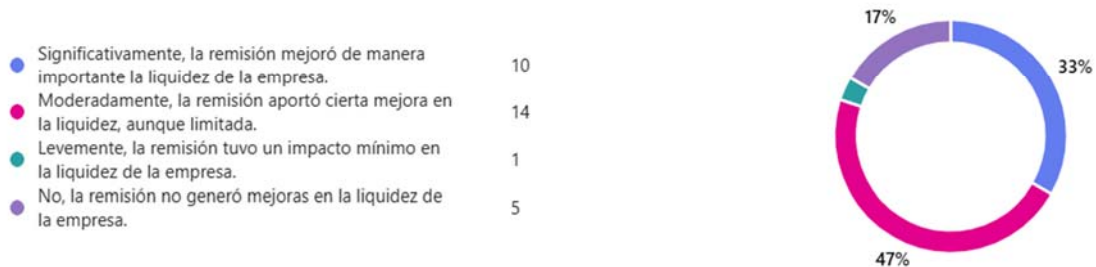 Significativamente, la remisión mejoró de manera
importante la liquidez de la empresa.
10
Moderadamente, la remisión aportó cierta mejora en
la liquidez, aunque limitada.
14
Levemente, la remisión tuvo un impacto mínimo en
la liquidez de la empresa.
1
No, la remisión no generó mejoras en la liquidez de
la empresa.
5
17%
33%
47%